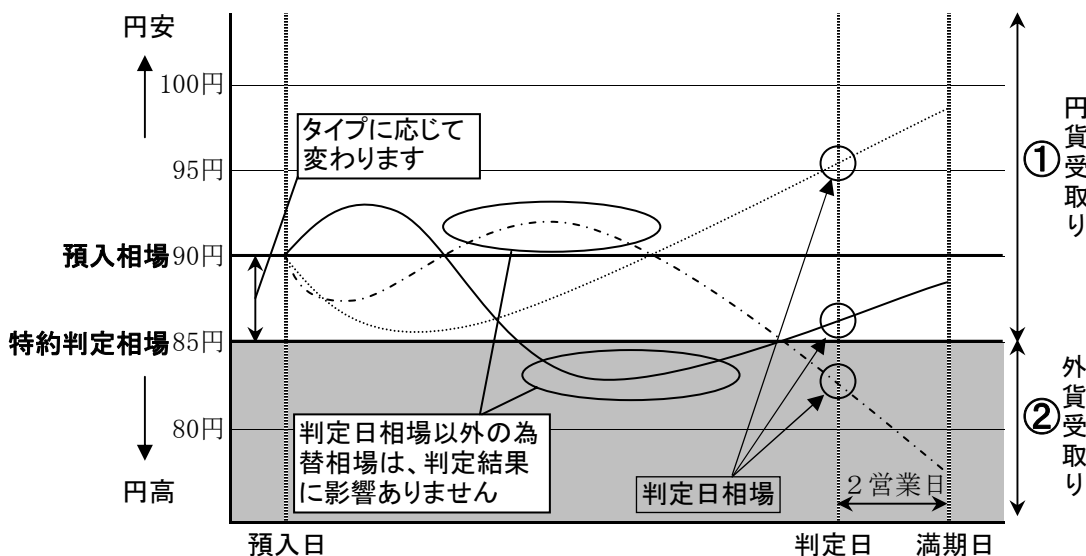 円安
100円
タイプに応じて
変わります
95円
① 円貨受取り
預入相場 90円
特約判定相場 85円
80円
判定日相場以外の為
替相場は、判定結果
に影響ありません
判定日相場
２営業日
② 外貨受取り
円高
預入日
判定日
満期日